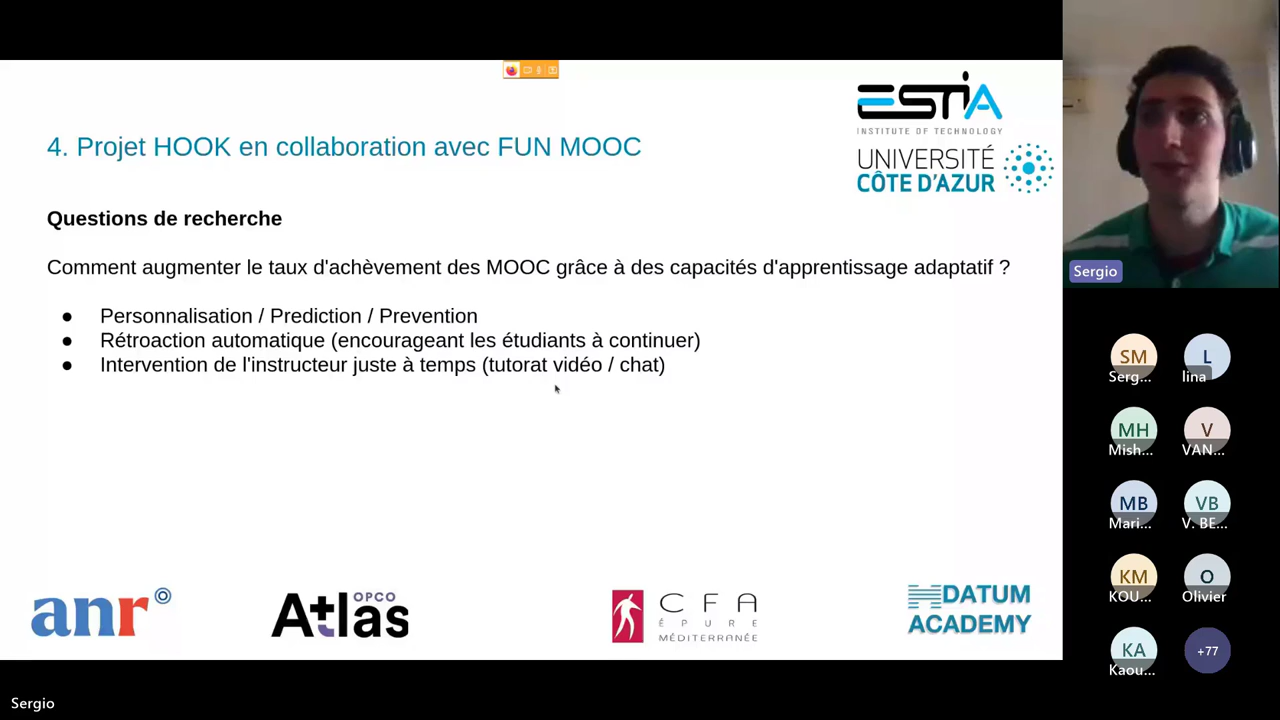 4. Projet HOOK en collaboration avec FUN MOOC
ESTIA
INSTITUTE OF TECHNOLOGY
UNIVERSITÉ
CÔTE D'AZUR
Questions de recherche
Comment augmenter le taux d'achèvement des MOOC grâce à des capacités d'apprentissage adaptatif ?
● Personnalisation / Prediction / Prevention
● Rétroaction automatique (encourageant les étudiants à continuer)
● Intervention de l'instructeur juste à temps (tutorat vidéo / chat)
anr
OPCO
Atlas
CFA
ÉPURE
MÉDITERRANÉE
DATUM
ACADEMY
Sergio
SM
Serg...
L
lina
MH
Mish...
V
VAN...
MB
Mari...
VB
V. BE...
KM
KOU...
O
Olivier
KA
Kaou...
+77
Sergio